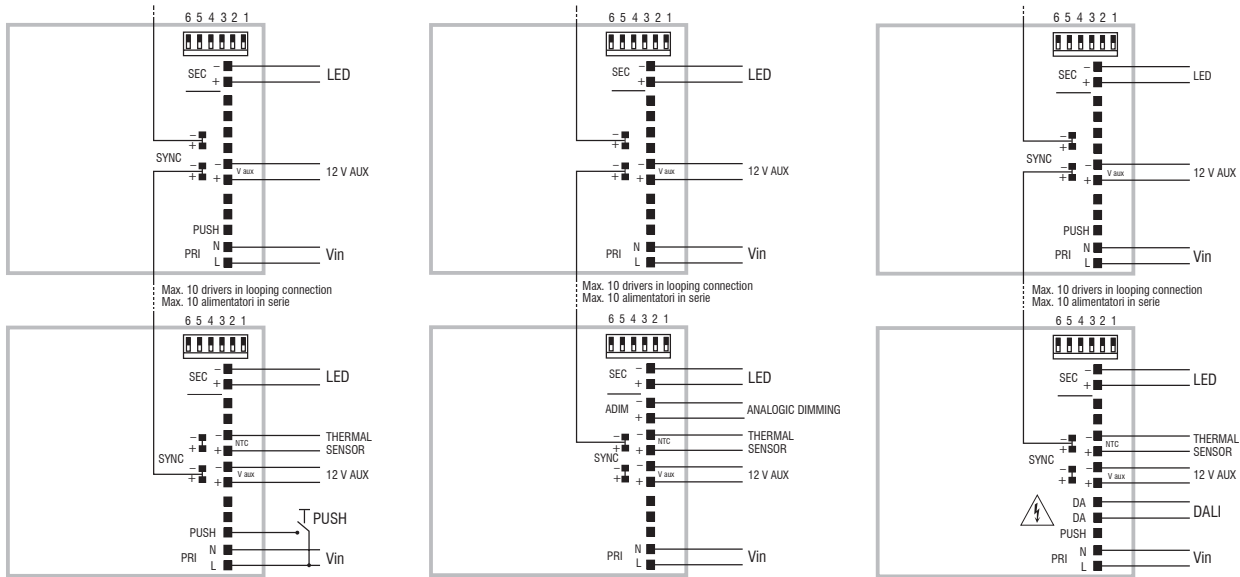 6 5 4 3 2 1
SEC
−
+
LED
−
+
SYNC
−
+
−
+
V aux
12 V AUX
PUSH
PRI
N
L
Vin
Max. 10 drivers in looping connection
Max. 10 alimentatori in serie
6 5 4 3 2 1
SEC
−
+
LED
−
+
−
+
NTC
THERMAL
SENSOR
SYNC
−
+
−
+
V aux
12 V AUX
PUSH
PUSH
PRI
N
L
Vin
6 5 4 3 2 1
SEC
−
+
LED
−
+
SYNC
−
+
−
+
V aux
12 V AUX
PUSH
PRI
N
L
Vin
Max. 10 drivers in looping connection
Max. 10 alimentatori in serie
6 5 4 3 2 1
SEC
−
+
LED
ADIM
−
+
ANALOGIC DIMMING
−
+
−
+
NTC
THERMAL
SENSOR
SYNC
−
+
−
+
V aux
12 V AUX
PRI
N
L
Vin
6 5 4 3 2 1
SEC
−
+
LED
−
+
SYNC
−
+
−
+
V aux
12 V AUX
PUSH
PRI
N
L
Vin
Max. 10 drivers in looping connection
Max. 10 alimentatori in serie
6 5 4 3 2 1
SEC
−
+
LED
−
+
−
+
NTC
THERMAL
SENSOR
SYNC
−
+
−
+
V aux
12 V AUX
DA
DA
DALI
PUSH
PRI
N
L
Vin